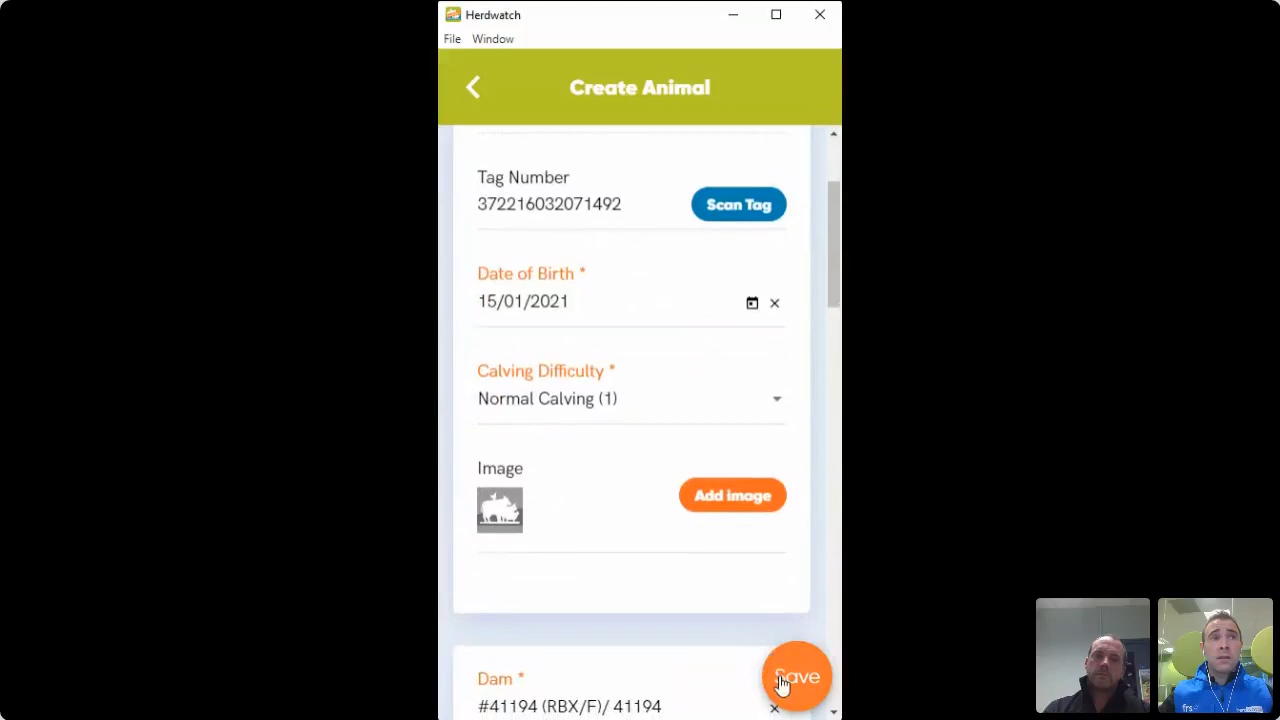 Herdwatch
File Window
Create Animal
Tag Number
372216032071492
Scan Tag
Date of Birth *
15/01/2021
Calving Difficulty *
Normal Calving (1)
Image
Add image
Dam *
#41194 (RBX/F)/ 41194
Save
frs